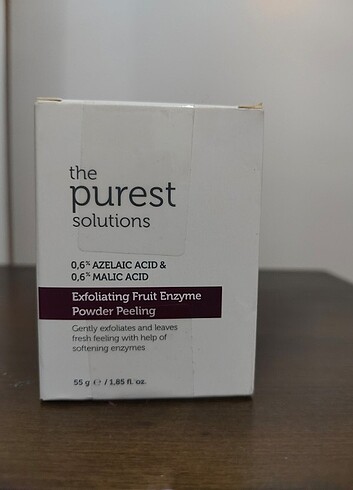 the
purest
solutions
0,6% AZELAIC ACID &
0,6% MALIC ACID
Exfoliating Fruit Enzyme
Powder Peeling
Gently exfoliates and leaves
fresh feeling with help of
softening enzymes
55 g ℮ / 1,85 fl. oz.